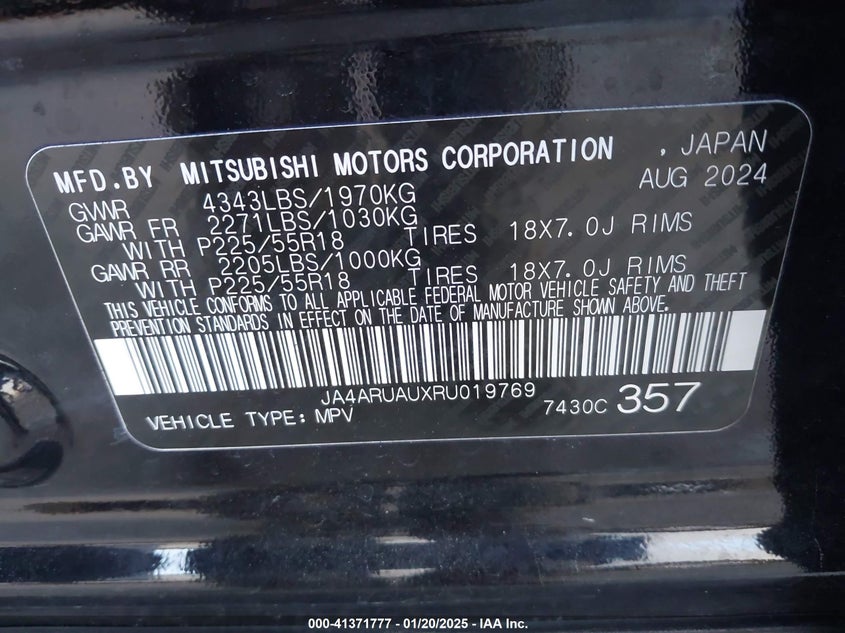 MFD.BY MITSUBISHI MOTORS CORPORATION , JAPAN
AUG 2024
GVWR 4343LBS/1970KG
GAWR FR 2271LBS/1030KG
WITH P225/55R18 TIRES 18X7.0J RIMS
GAWR RR 2205LBS/1000KG
WITH P225/55R18 TIRES 18X7.0J RIMS
THIS VEHICLE CONFORMS TO ALL APPLICABLE FEDERAL MOTOR VEHICLE SAFETY AND THEFT
PREVENTION STANDARDS IN EFFECT ON THE DATE OF MANUFACTURE SHOWN ABOVE.
JA4ARUAUXRU019769
VEHICLE TYPE: MPV 7430C 357
000-41371777 — 01/20/2025 — IAA Inc.